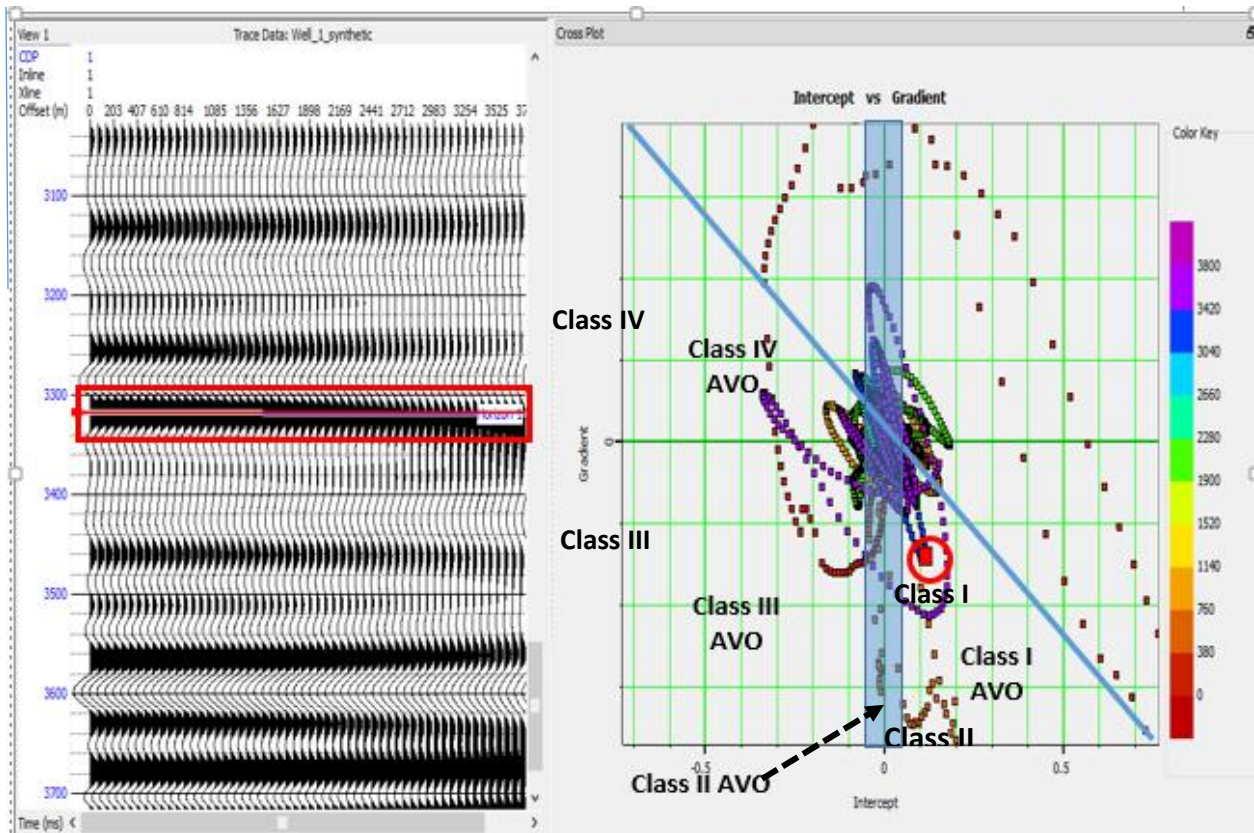 View 1
Trace Data: Well_1_synthetic
CDP 1
Inline 1
Xline 1
Offset (m) 0 203 407 610 814 1085 1356 1627 1898 2169 2441 2712 2983 3254 3525 37
3100
3200
3300
3400
3500
3600
3700
Time (ms)
Cross Plot
Intercept vs Gradient
Color Key
Class IV
Class IV
AVO
Gradient
0
Class III
Class III
AVO
Class I
Class I
AVO
Class II
Class II AVO
-0.5 0 0.5
Intercept
3800
3420
3040
2660
2280
1900
1520
1140
760
380
0